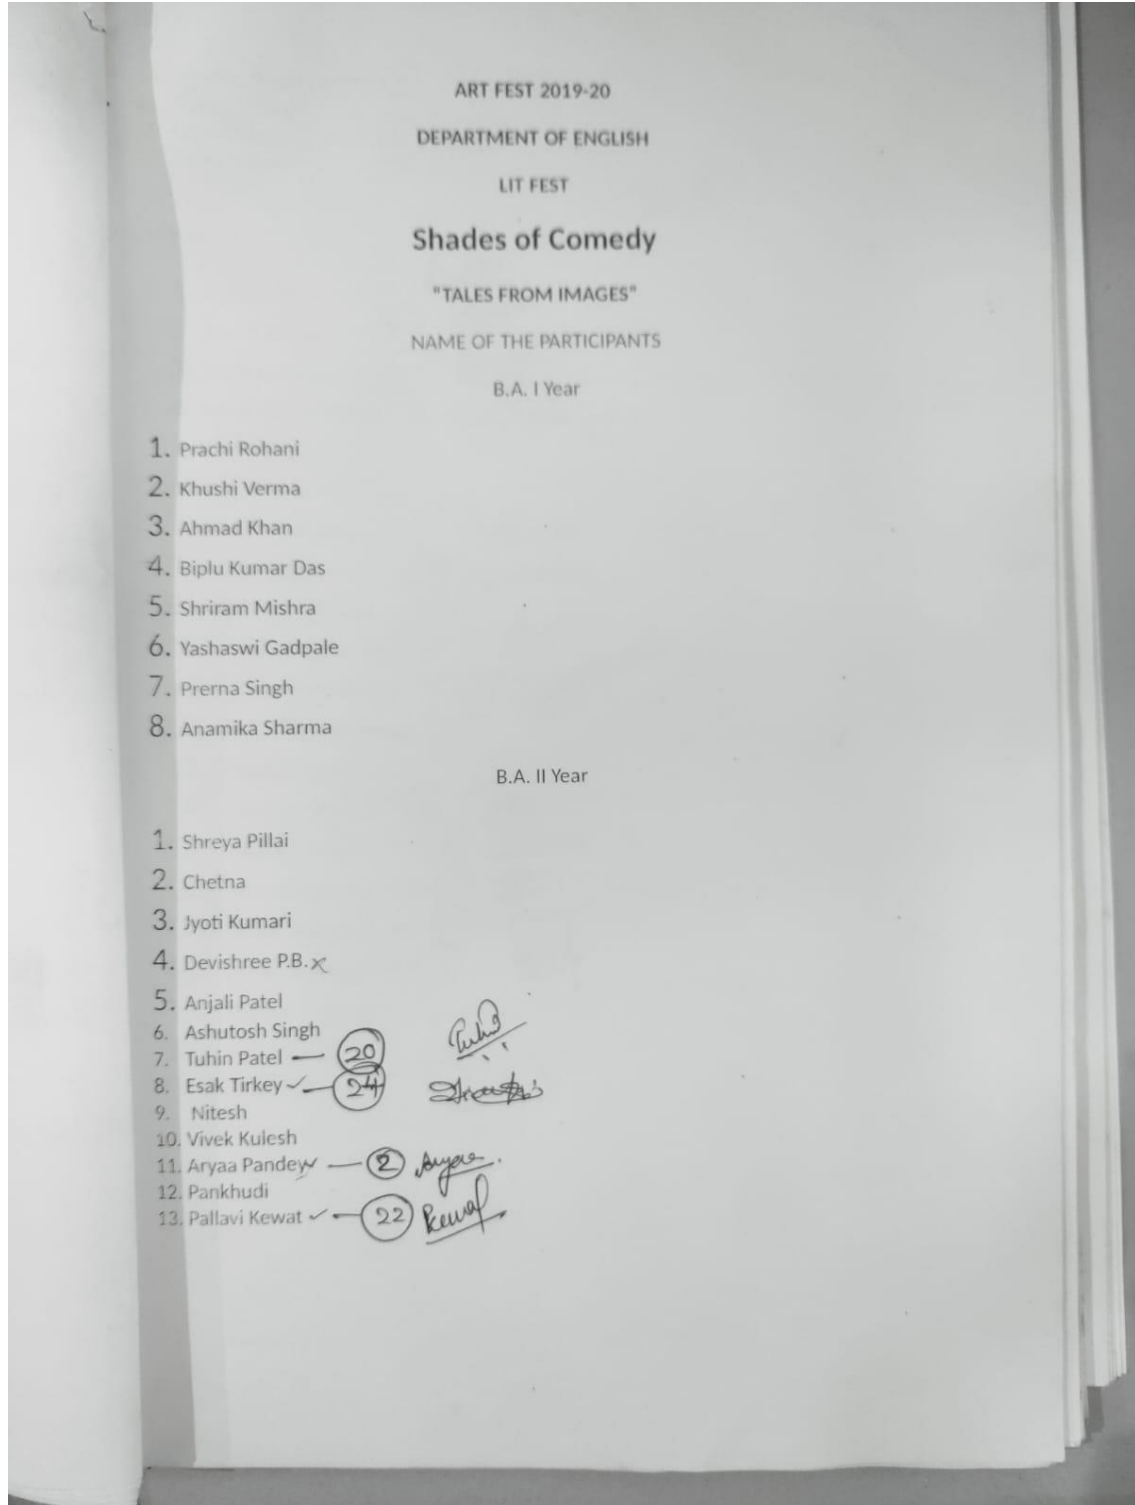 ART FEST 2019-20
DEPARTMENT OF ENGLISH
LIT FEST
Shades of Comedy
"TALES FROM IMAGES"
NAME OF THE PARTICIPANTS
B.A. I Year
1. Prachi Rohani
2. Khushi Verma
3. Ahmad Khan
4. Biplu Kumar Das
5. Shriram Mishra
6. Yashaswi Gadpale
7. Prerna Singh
8. Anamika Sharma
B.A. II Year
1. Shreya Pillai
2. Chetna
3. Jyoti Kumari
4. Devishree P.B. x
5. Anjali Patel
6. Ashutosh Singh
7. Tuhin Patel — 20
8. Esak Tirkey ✓— 24
9. Nitesh
10. Vivek Kulesh
11. Aryaa Pandey ✓ — 2 Aryaa
12. Pankhudi
13. Pallavi Kewat ✓ — 22 Kewat